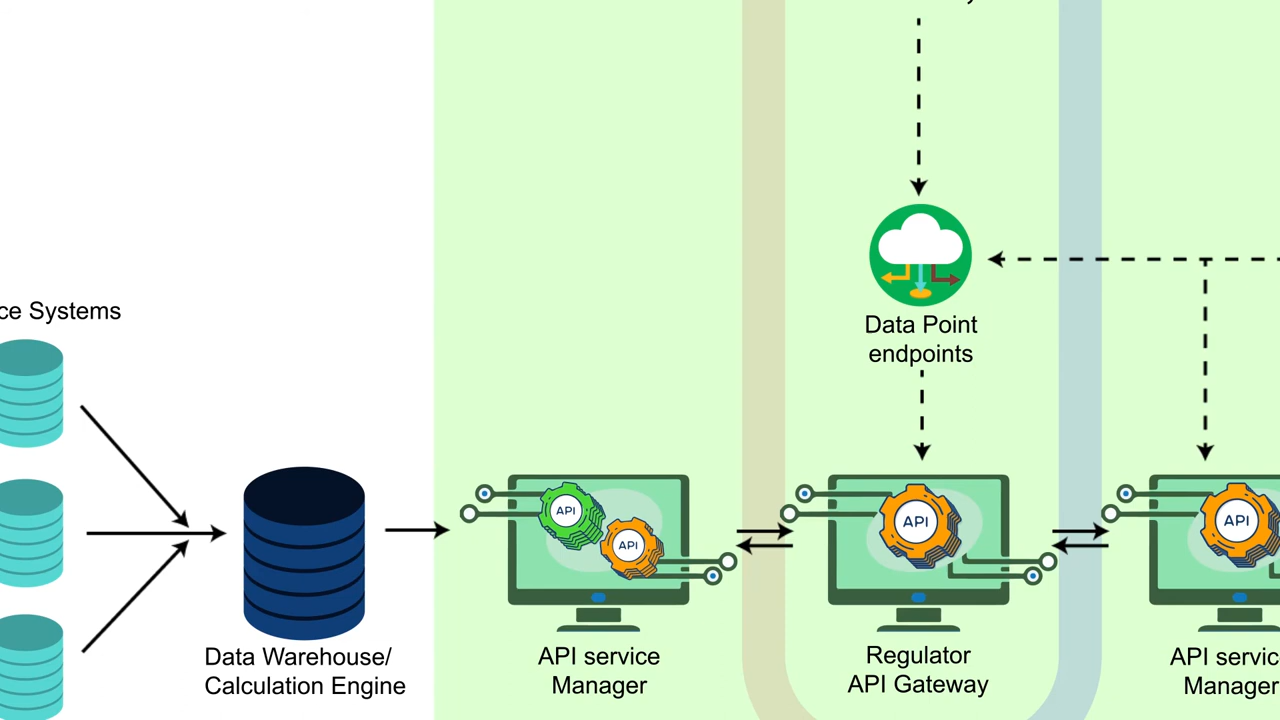 ce Systems
Data Point
endpoints
API
API
API
API
Data Warehouse/
Calculation Engine
API service
Manager
Regulator
API Gateway
API servic
Manager